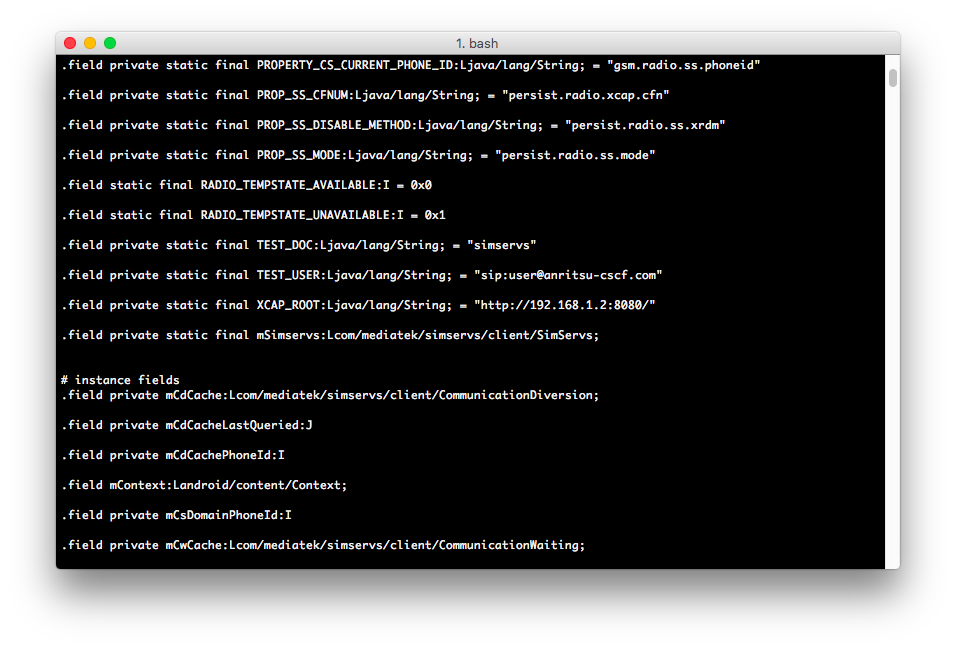 1. bash
.field private static final PROPERTY_CS_CURRENT_PHONE_ID:Ljava/lang/String; = "gsm.radio.ss.phoneid"
.field private static final PROP_SS_CFNUM:Ljava/lang/String; = "persist.radio.xcap.cfn"
.field private static final PROP_SS_DISABLE_METHOD:Ljava/lang/String; = "persist.radio.ss.xrdm"
.field private static final PROP_SS_MODE:Ljava/lang/String; = "persist.radio.ss.mode"
.field static final RADIO_TEMPSTATE_AVAILABLE:I = 0x0
.field static final RADIO_TEMPSTATE_UNAVAILABLE:I = 0x1
.field private static final TEST_DOC:Ljava/lang/String; = "simservs"
.field private static final TEST_USER:Ljava/lang/String; = "sip:user@anritsu-cscf.com"
.field private static final XCAP_ROOT:Ljava/lang/String; = "http://192.168.1.2:8080/"
.field private static final mSimservs:Lcom/mediatek/simservs/client/SimServs;
# instance fields
.field private mCdCache:Lcom/mediatek/simservs/client/CommunicationDiversion;
.field private mCdCacheLastQueried:J
.field private mCdCachePhoneId:I
.field mContext:Landroid/content/Context;
.field private mCsDomainPhoneId:I
.field private mCwCache:Lcom/mediatek/simservs/client/CommunicationWaiting;